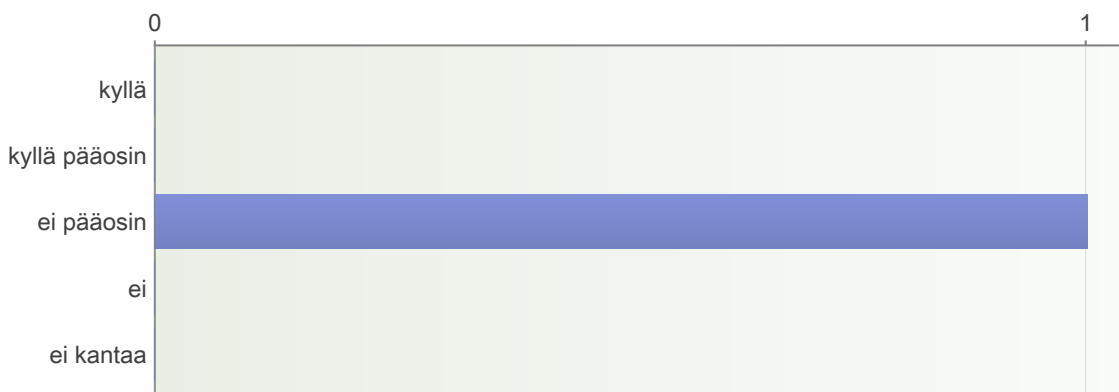 0 1
kyllä
kyllä pääosin
ei pääosin
ei
ei kantaa